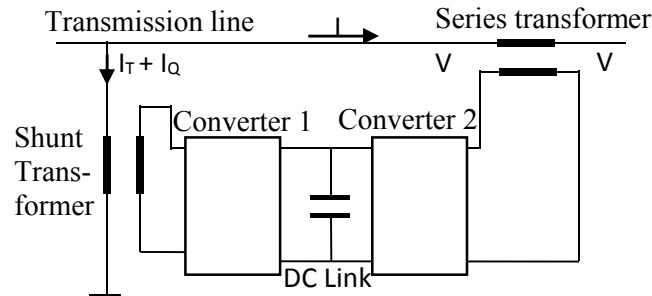 Transmission line
I
Series transformer
I_T + I_Q
V
V
Shunt
Trans-
former
Converter 1
Converter 2
DC Link